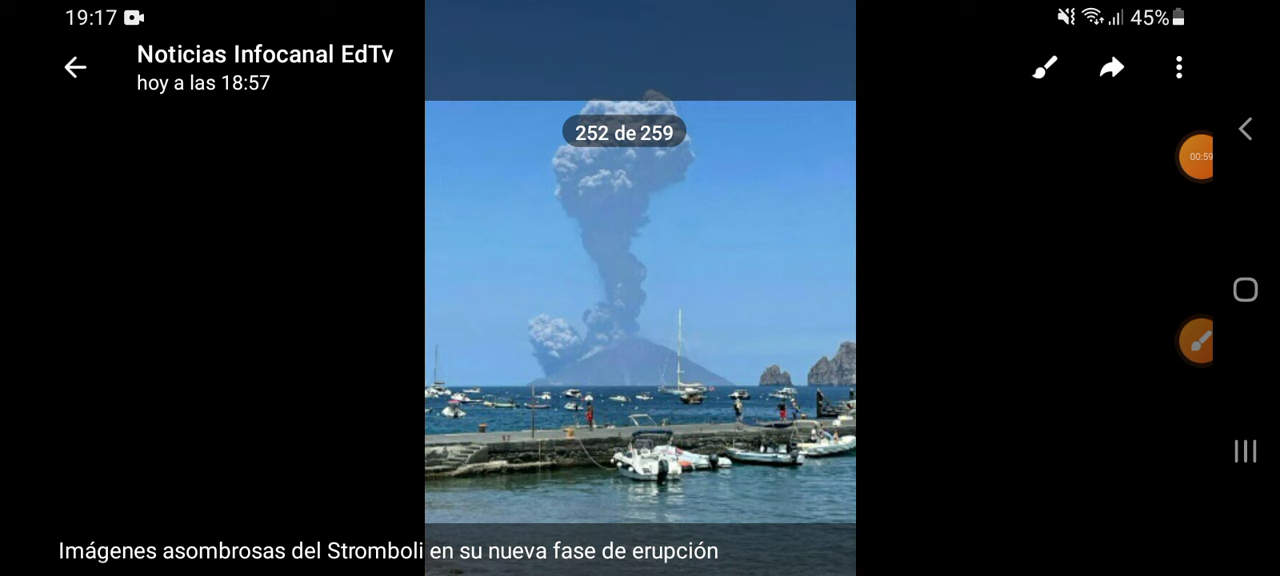 19:17
45%
Noticias Infocanal EdTv
hoy a las 18:57
252 de 259
00:59
Imágenes asombrosas del Stromboli en su nueva fase de erupción